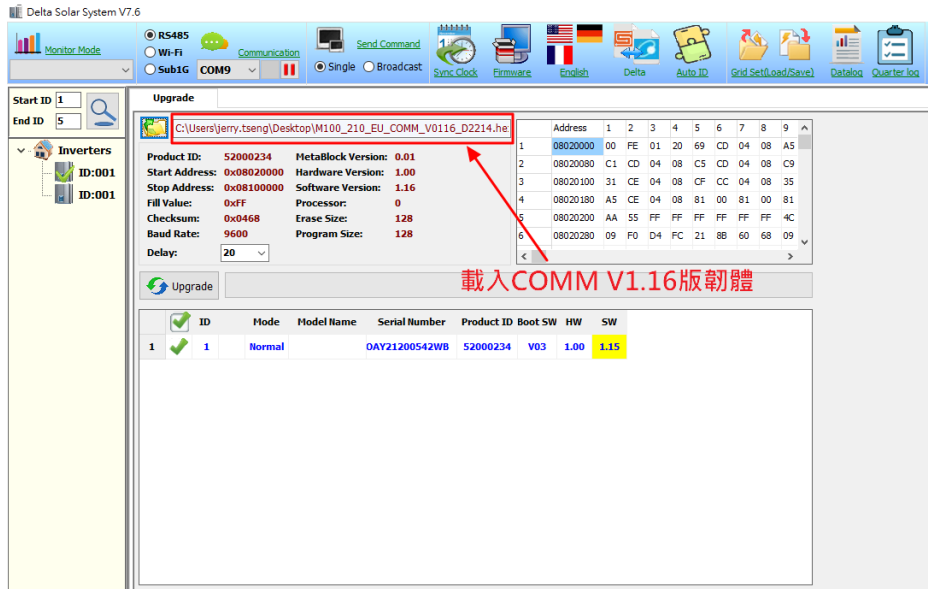 Delta Solar System V7.6
Monitor Mode
RS485
Wi-Fi
Sub1G
Communication
COM9
Send Command
Single
Broadcast
Sync Clock
Firmware
English
Delta
Auto ID
Grid Set(Load/Save)
Datalog
Quarter log
Start ID 1
End ID 5
Inverters
ID:001
ID:001
Upgrade
C:\Users\jerry.tseng\Desktop\M100_210_EU_COMM_V0116_D2214.he
Product ID: 52000234 MetaBlock Version: 0.01
Start Address: 0x08020000 Hardware Version: 1.00
Stop Address: 0x08100000 Software Version: 1.16
Fill Value: 0xFF Processor: 0
Checksum: 0x0468 Erase Size: 128
Baud Rate: 9600 Program Size: 128
Delay: 20
Address 1 2 3 4 5 6 7 8 9
1 08020000 00 FE 01 20 69 CD 04 08 A5
2 08020080 C1 CD 04 08 C5 CD 04 08 C9
3 08020100 31 CE 04 08 CF CC 04 08 35
4 08020180 A5 CE 04 08 81 00 81 00 81
5 08020200 AA 55 FF FF FF FF FF FF 4C
6 08020280 09 F0 D4 FC 21 8B 60 68 09
載入COMM V1.16版韌體
Upgrade
ID Mode Model Name Serial Number Product ID Boot SW HW SW
1 1 Normal OAY21200542WB 52000234 V03 1.00 1.15